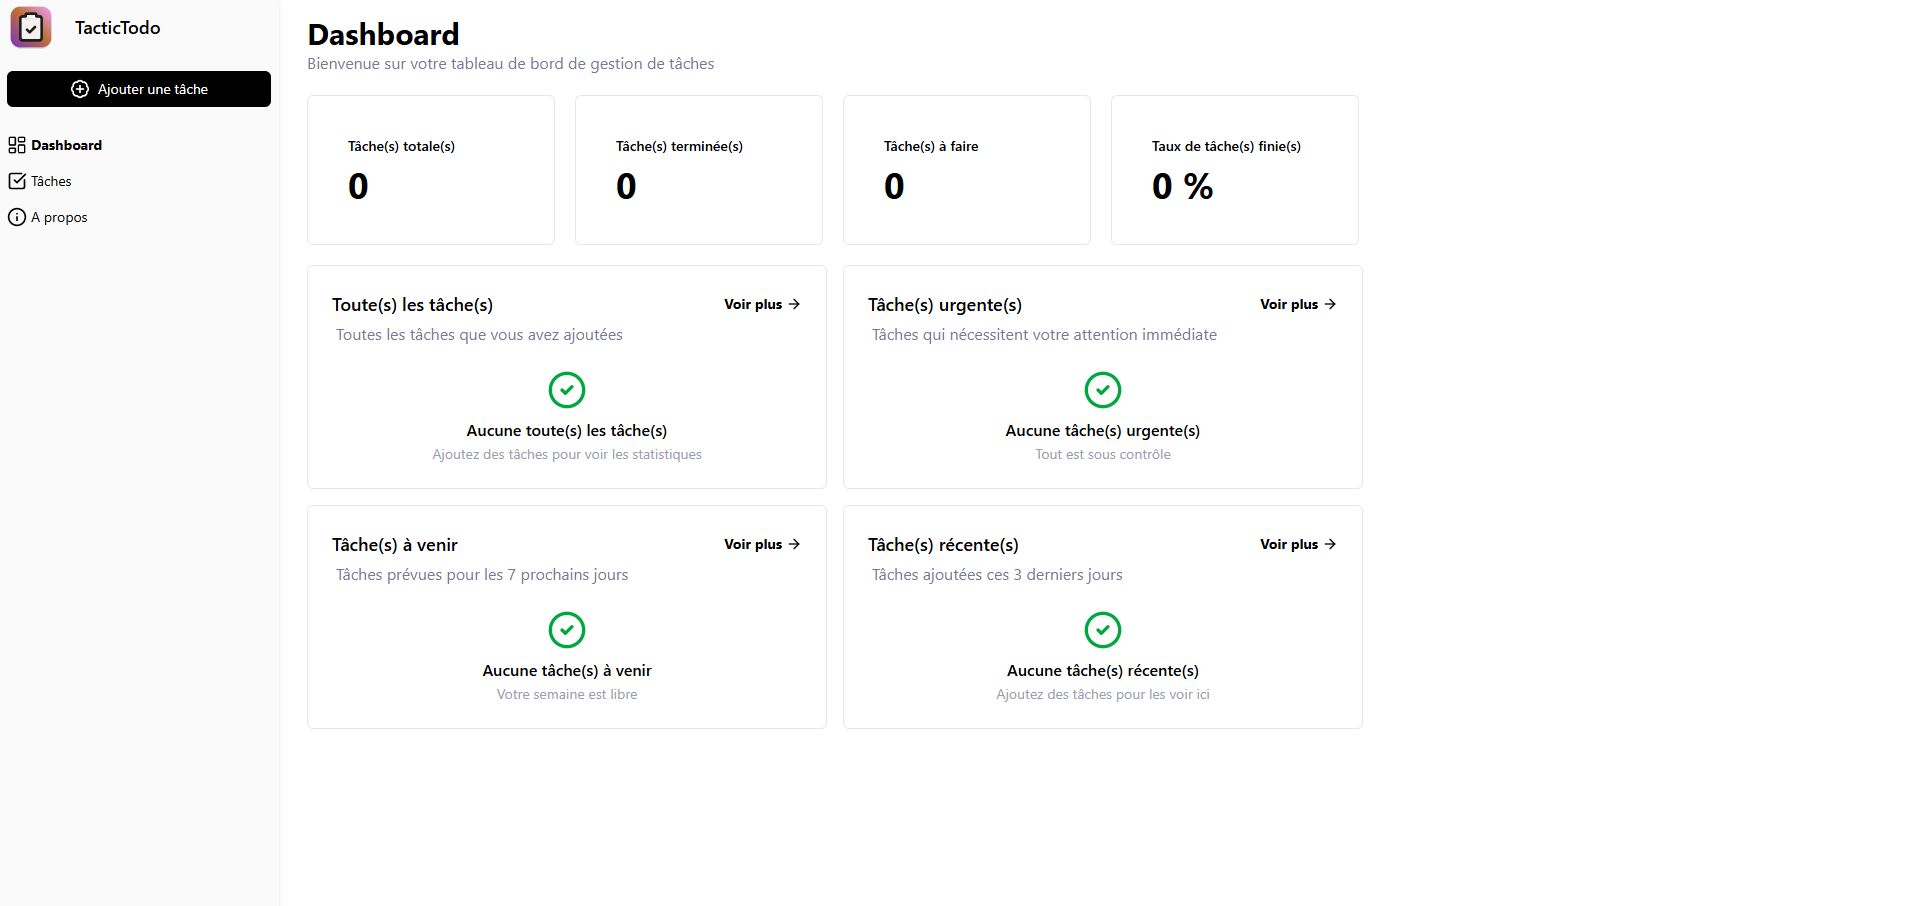 TacticTodo
Ajouter une tâche
Dashboard
Tâches
A propos
Dashboard
Bienvenue sur votre tableau de bord de gestion de tâches
Tâche(s) totale(s)
0
Tâche(s) terminée(s)
0
Tâche(s) à faire
0
Taux de tâche(s) finie(s)
0 %
Toute(s) les tâche(s)
Voir plus →
Toutes les tâches que vous avez ajoutées
Aucune toute(s) les tâche(s)
Ajoutez des tâches pour voir les statistiques
Tâche(s) urgente(s)
Voir plus →
Tâches qui nécessitent votre attention immédiate
Aucune tâche(s) urgente(s)
Tout est sous contrôle
Tâche(s) à venir
Voir plus →
Tâches prévues pour les 7 prochains jours
Aucune tâche(s) à venir
Votre semaine est libre
Tâche(s) récente(s)
Voir plus →
Tâches ajoutées ces 3 derniers jours
Aucune tâche(s) récente(s)
Ajoutez des tâches pour les voir ici